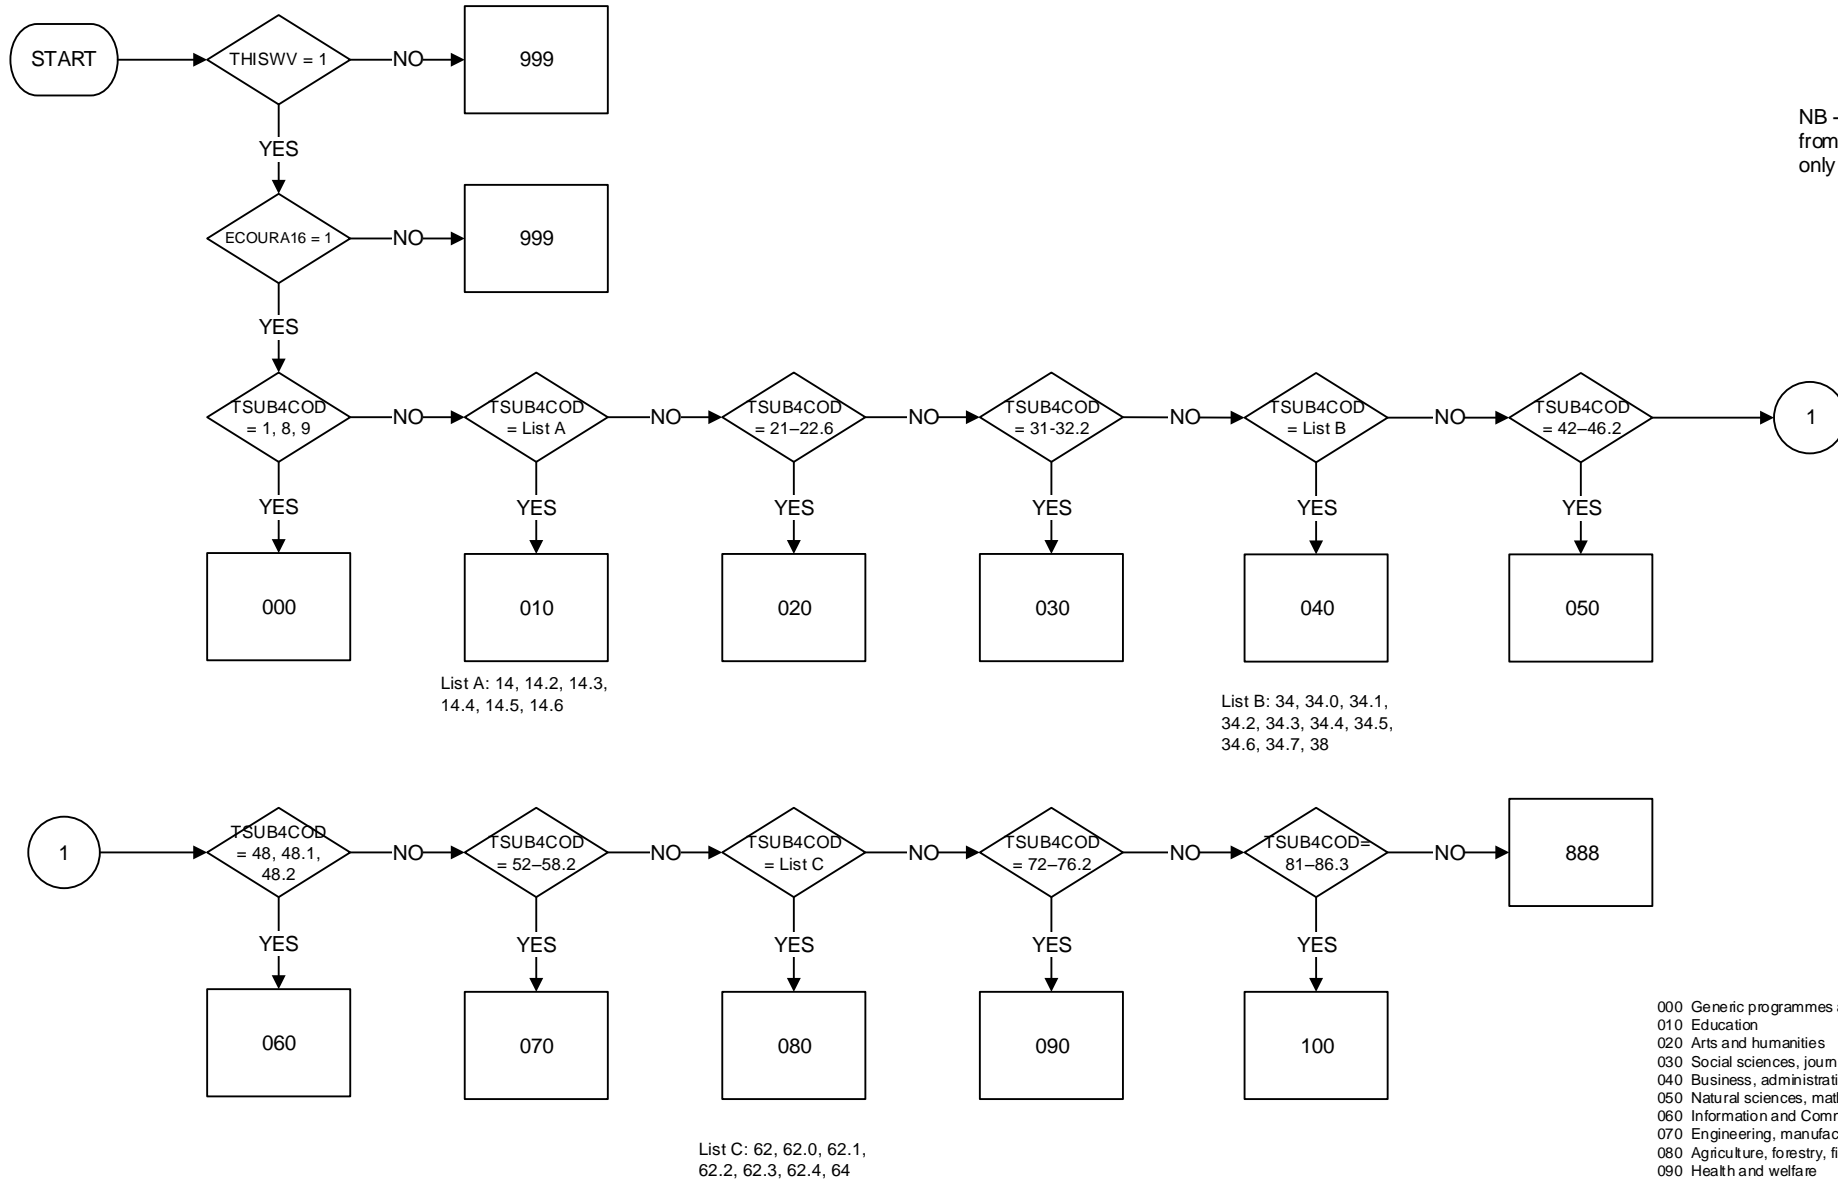 START
THISWV = 1
NO
999
NB -
from
only
YES
ECOURA16 = 1
NO
999
YES
TSUB4COD
= 1, 8, 9
NO
TSUB4COD
= List A
NO
TSUB4COD
= 21–22.6
NO
TSUB4COD
= 31-32.2
NO
TSUB4COD
= List B
NO
TSUB4COD
= 42–46.2
1
YES
YES
YES
YES
YES
YES
000
010
020
030
040
050
List A: 14, 14.2, 14.3,
14.4, 14.5, 14.6
List B: 34, 34.0, 34.1,
34.2, 34.3, 34.4, 34.5,
34.6, 34.7, 38
1
TSUB4COD
= 48, 48.1,
48.2
NO
TSUB4COD
= 52–58.2
NO
TSUB4COD
= List C
NO
TSUB4COD
= 72–76.2
NO
TSUB4COD=
81–86.3
NO
888
YES
YES
YES
YES
YES
060
070
080
090
100
List C: 62, 62.0, 62.1,
62.2, 62.3, 62.4, 64
000 Generic programmes
010 Education
020 Arts and humanities
030 Social sciences,
040 Business,
050 Natural sciences,
060 Information and
070 Engineering,
080 Agriculture, forestry,
090 Health and welfare